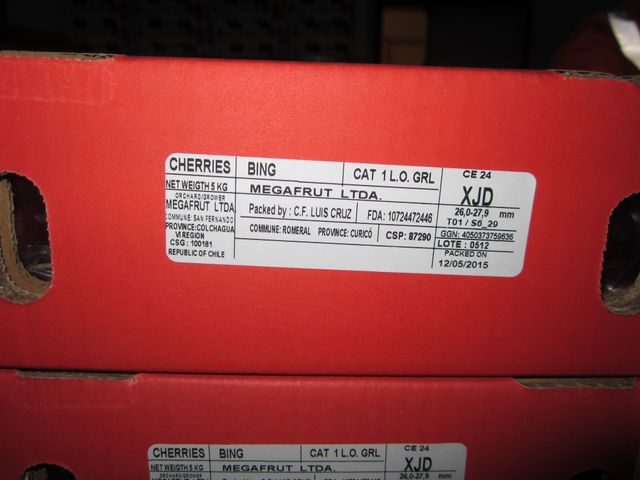 CHERRIES BING CAT 1 L.O. GRL CE 24
NET WEIGTH 5 KG MEGAFRUT LTDA. XJD
ORCHARD/GROWER
MEGAFRUT LTDA. Packed by : C.F. LUIS CRUZ FDA: 10724472446 26,0-27,9 mm
COMMUNE: SAN FERNANDO T01 / S6_29
PROVINCE:COLCHAGUA COMMUNE: ROMERAL PROVINCE: CURICÓ CSP: 87290 GGN: 4050373759636
VI REGION LOTE : 0512
CSG : 100161 PACKED ON
REPUBLIC OF CHILE 12/05/2015
CHERRIES BING CAT 1 L.O. GRL CE 24
NET WEIGTH 5 KG MEGAFRUT LTDA. XJD
ORCHARD/GROWER
26,0-27,9 mm